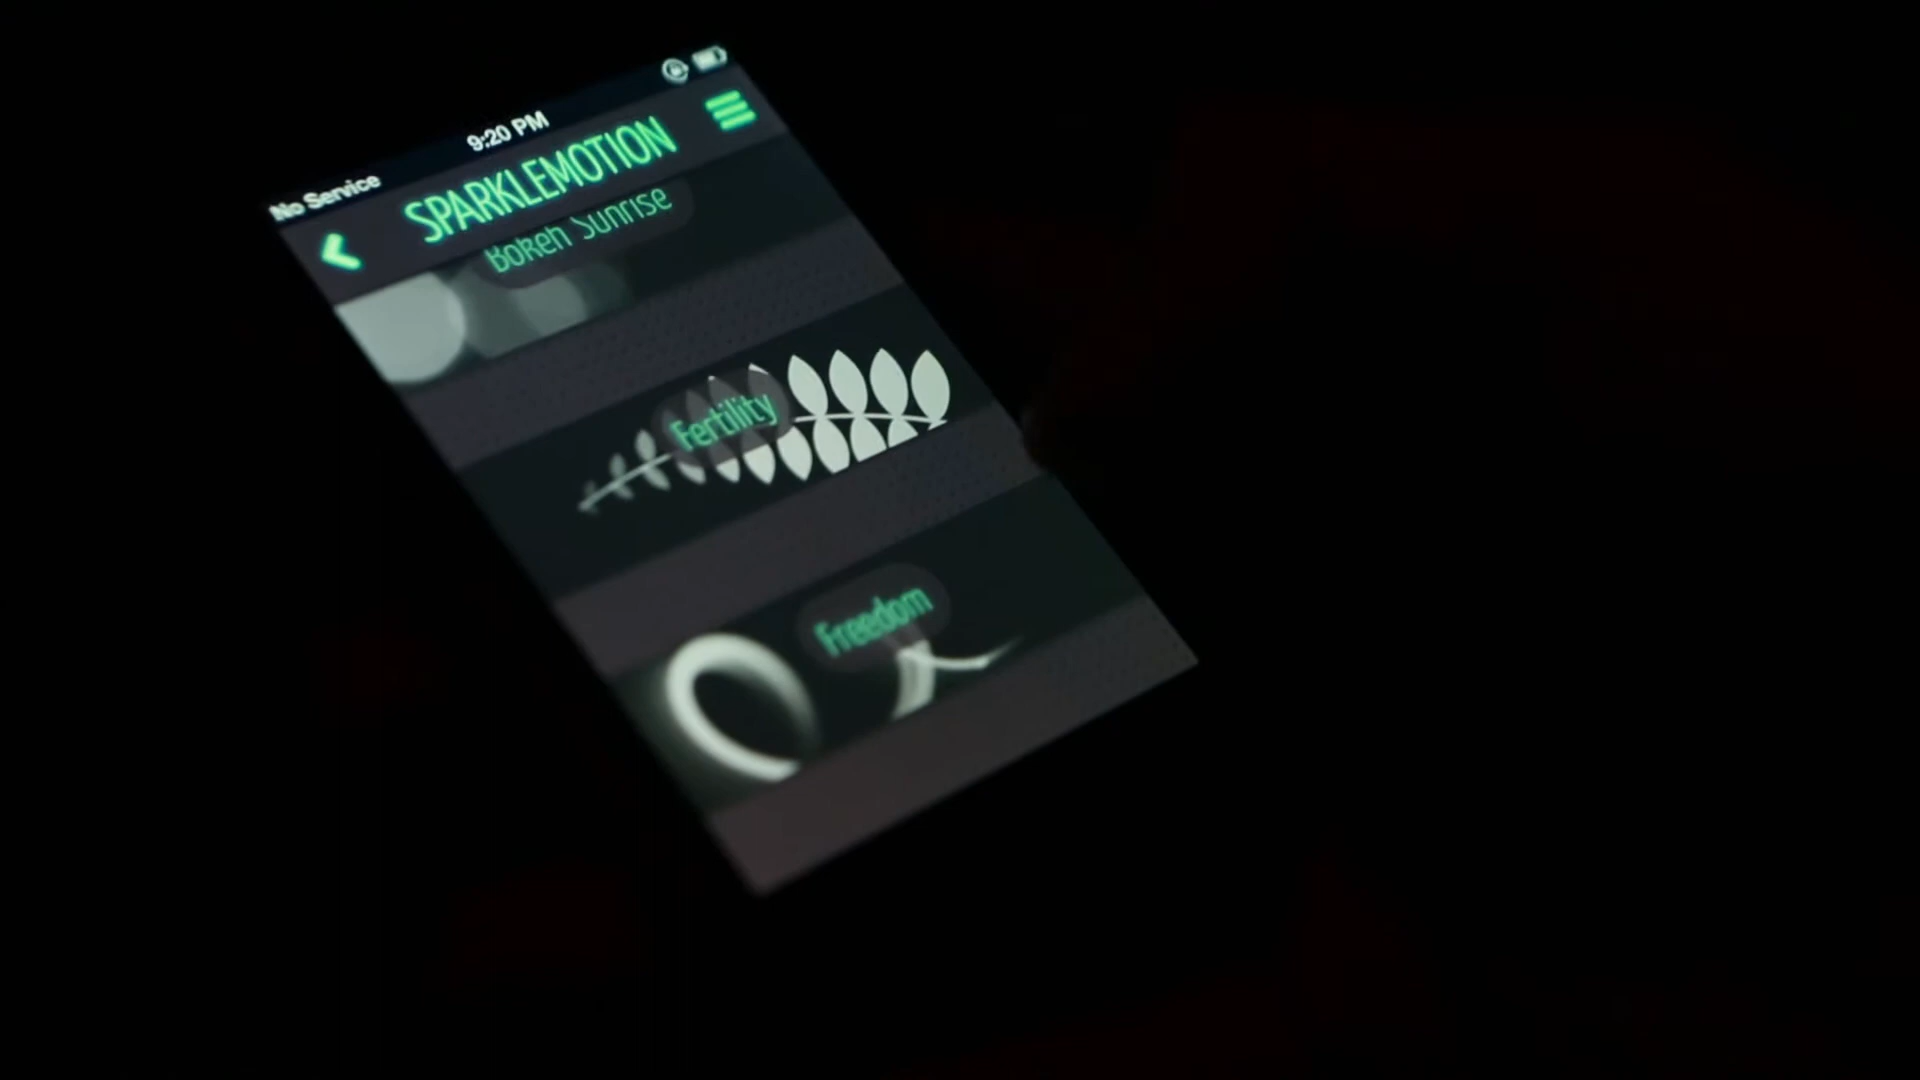 No Service 9:20 PM
SPARKLEMOTION
Bokeh Sunrise
Fertility
Freedom